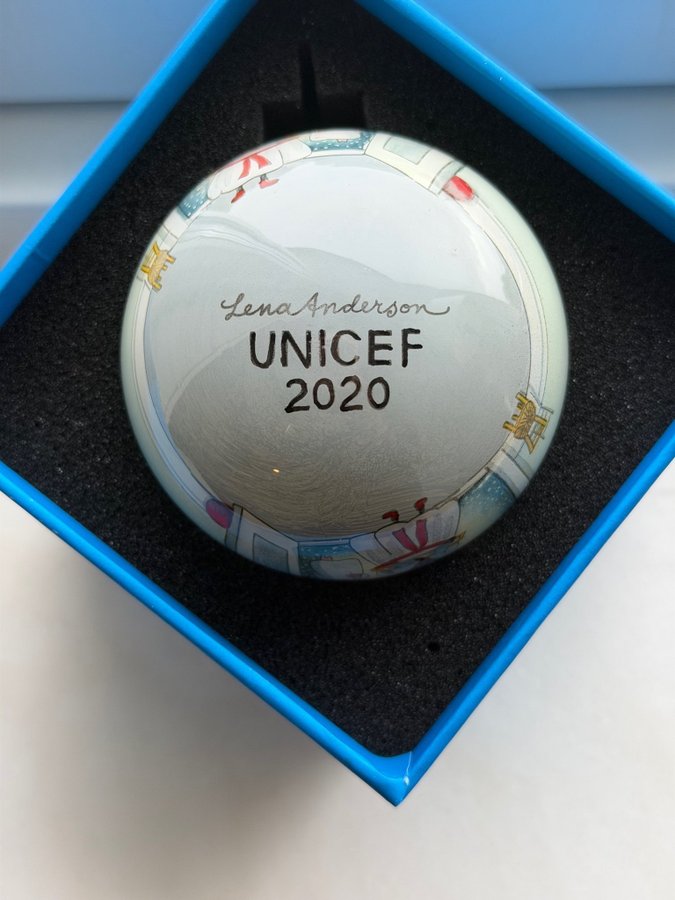 Lena Anderson
UNICEF
2020